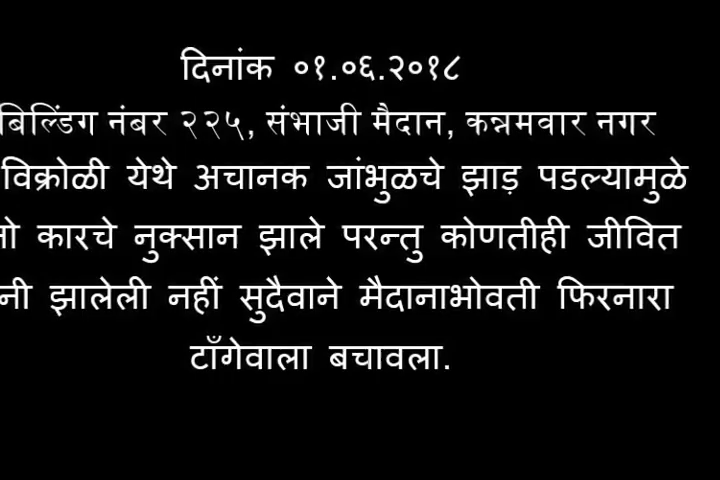 दिनांक ०१.०६.२०१८
बिल्डिंग नंबर २२५, संभाजी मैदान, कन्नमवार नगर
विक्रोळी येथे अचानक जांभुळचे झाड़ पडल्यामुळे
कारचे नुक्सान झाले परन्तु कोणतीही जीवित
झालेली नहीं सुदैवाने मैदानाभोवती फिरनारा
टाँगेवाला बचावला.